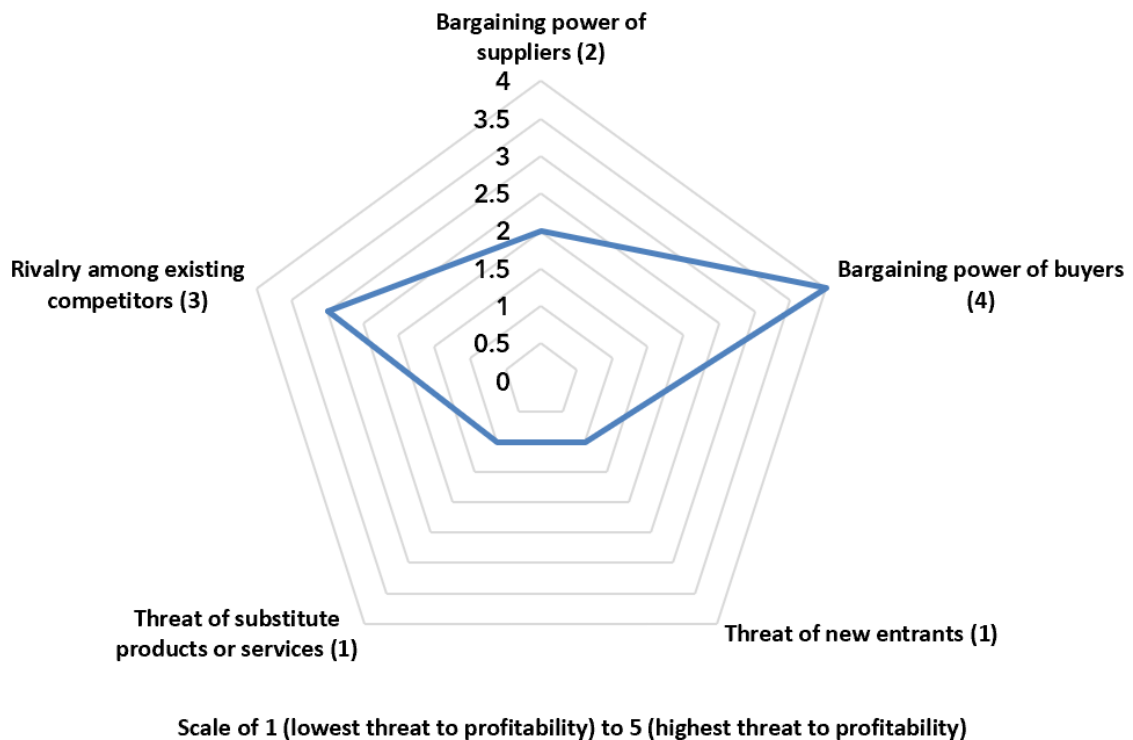 Bargaining power of
suppliers (2)
4
3.5
3
2.5
2
1.5
1
0.5
0
Rivalry among existing
competitors (3)
Bargaining power of buyers
(4)
Threat of substitute
products or services (1)
Threat of new entrants (1)
Scale of 1 (lowest threat to profitability) to 5 (highest threat to profitability)